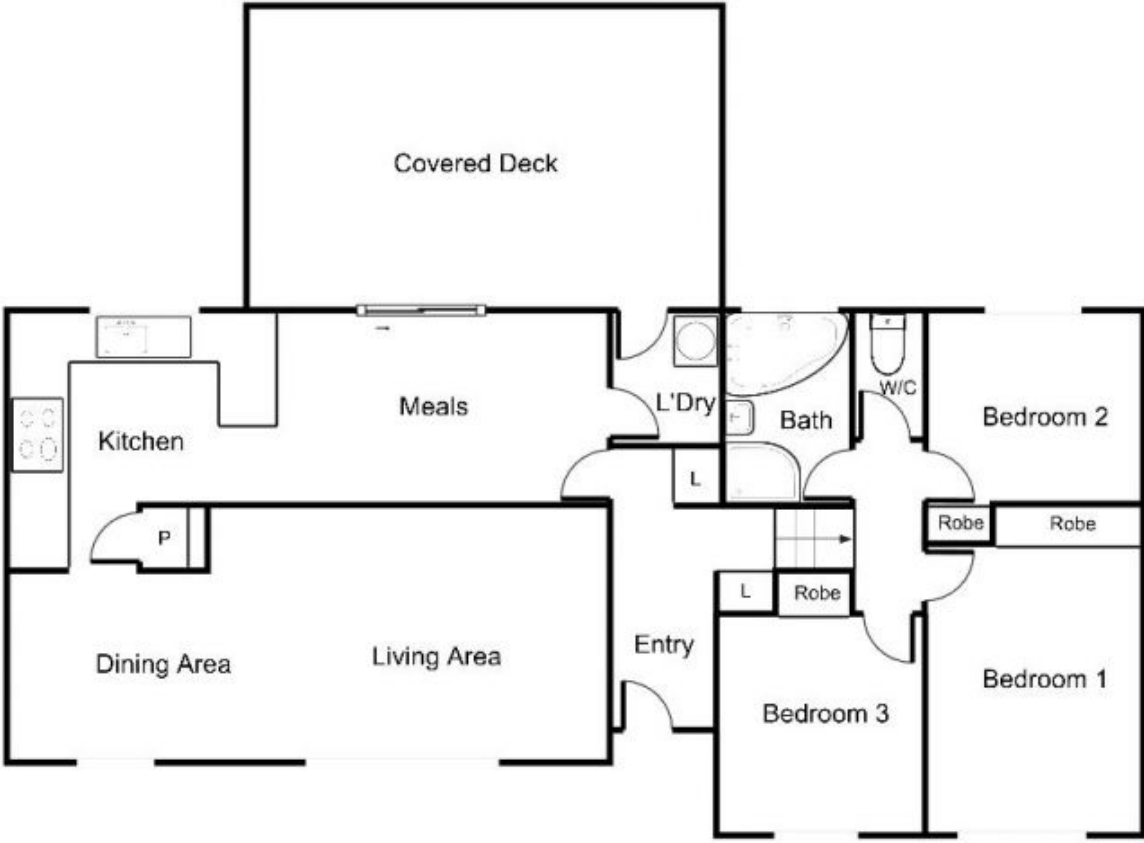 Covered Deck
Meals
L'Dry
W/C
Bath
Bedroom 2
Kitchen
L
P
Robe
Robe
L
Robe
Entry
Living Area
Dining Area
Bedroom 1
Bedroom 3